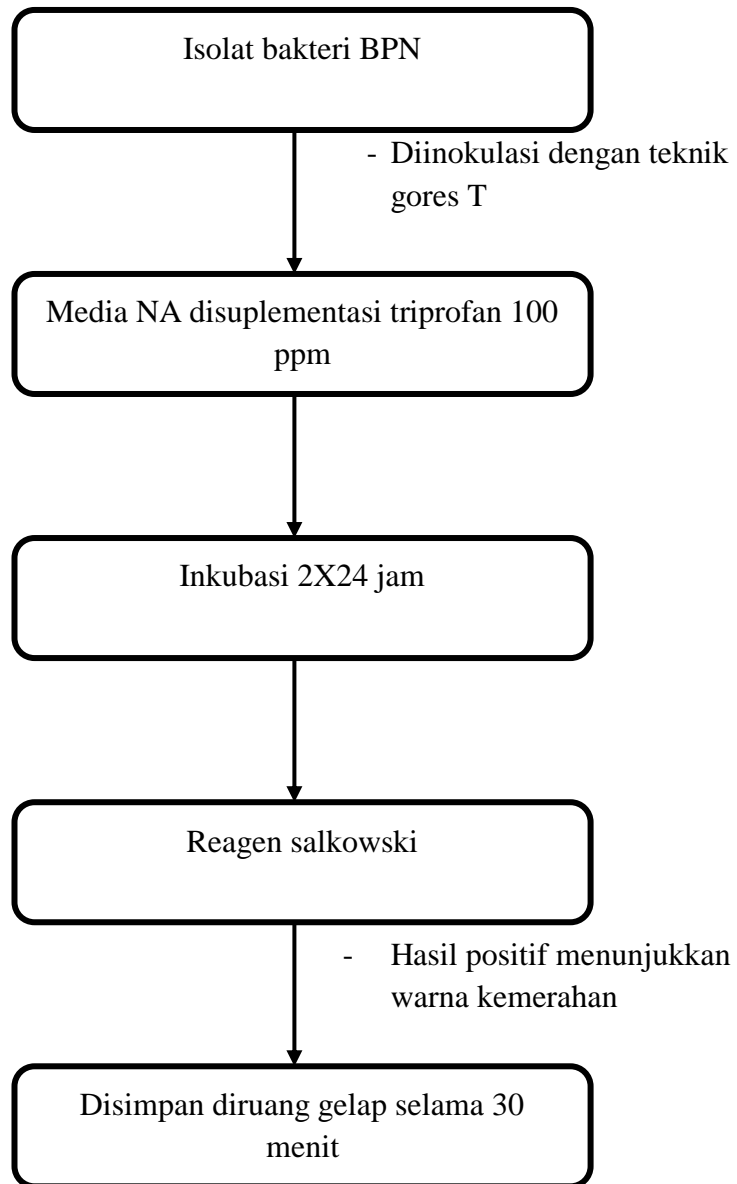 Isolat bakteri BPN
- Diinokulasi dengan teknik
gores T
Media NA disuplementasi triprofan 100
ppm
Inkubasi 2X24 jam
Reagen salkowski
- Hasil positif menunjukkan
warna kemerahan
Disimpan diruang gelap selama 30
menit